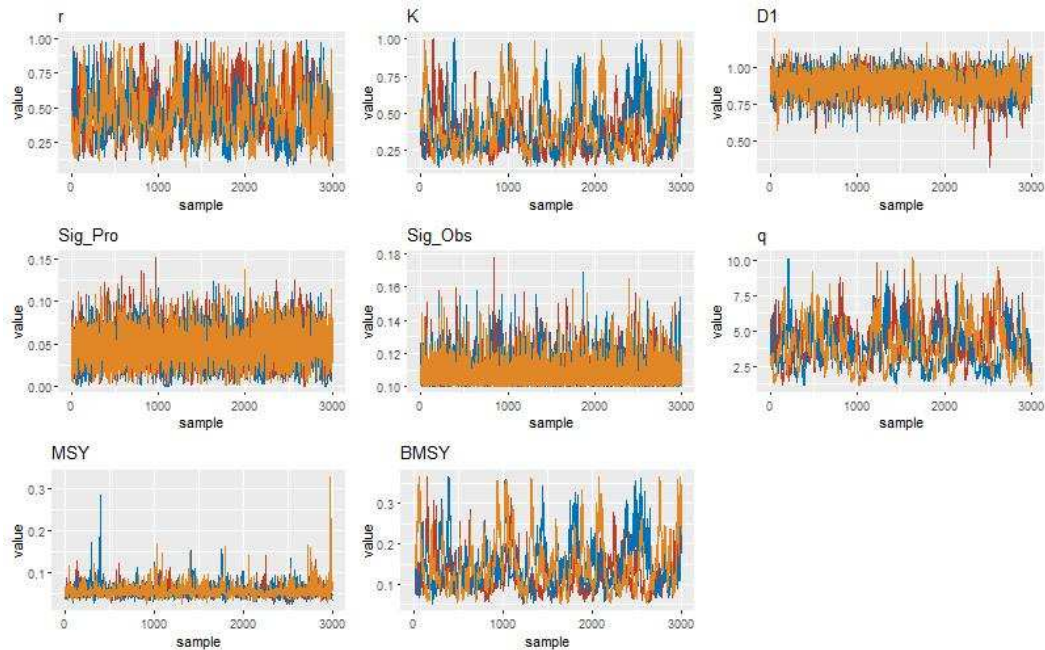 r
K
D1
1.00
0.75
0.50
0.25
value
0
1000
2000
3000
sample
1.00
0.75
0.50
0.25
value
0
1000
2000
3000
sample
1.00
0.75
0.50
value
0
1000
2000
3000
sample
Sig_Pro
Sig_Obs
q
0.15
0.10
0.05
0.00
value
0
1000
2000
3000
sample
0.18
0.16
0.14
0.12
0.10
value
0
1000
2000
3000
sample
10.0
7.5
5.0
2.5
value
0
1000
2000
3000
sample
MSY
BMSY
0.3
0.2
0.1
value
0
1000
2000
3000
sample
0.3
0.2
0.1
value
0
1000
2000
3000
sample